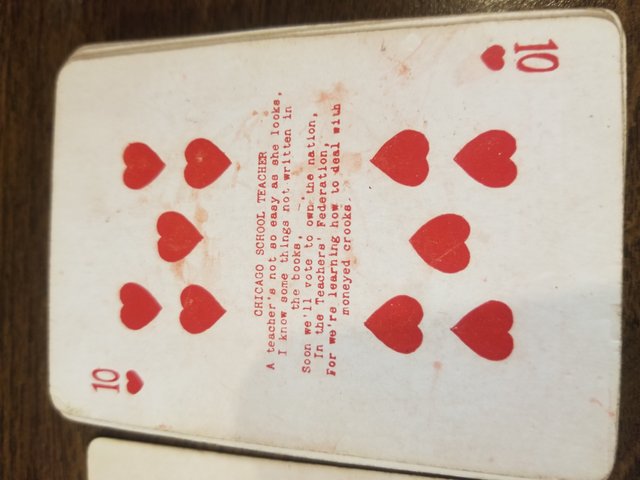 10
CHICAGO SCHOOL TEACHER
A teacher's not so easy as she looks,
I know some things not written in
the books,
Soon we'll vote to own the nation,
In the Teachers' Federation,
For we're learning how to deal with
moneyed crooks.
10